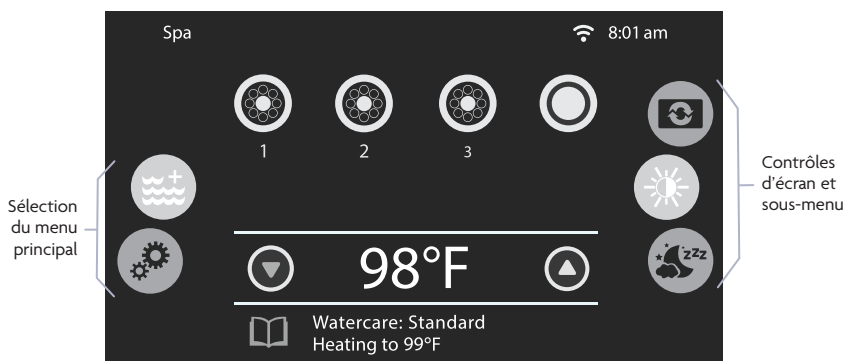 Spa
8:01 am
1
2
3
Sélection
du menu
principal
Contrôles
d'écran et
sous-menu
zzz
98°F
Watercare: Standard
Heating to 99°F